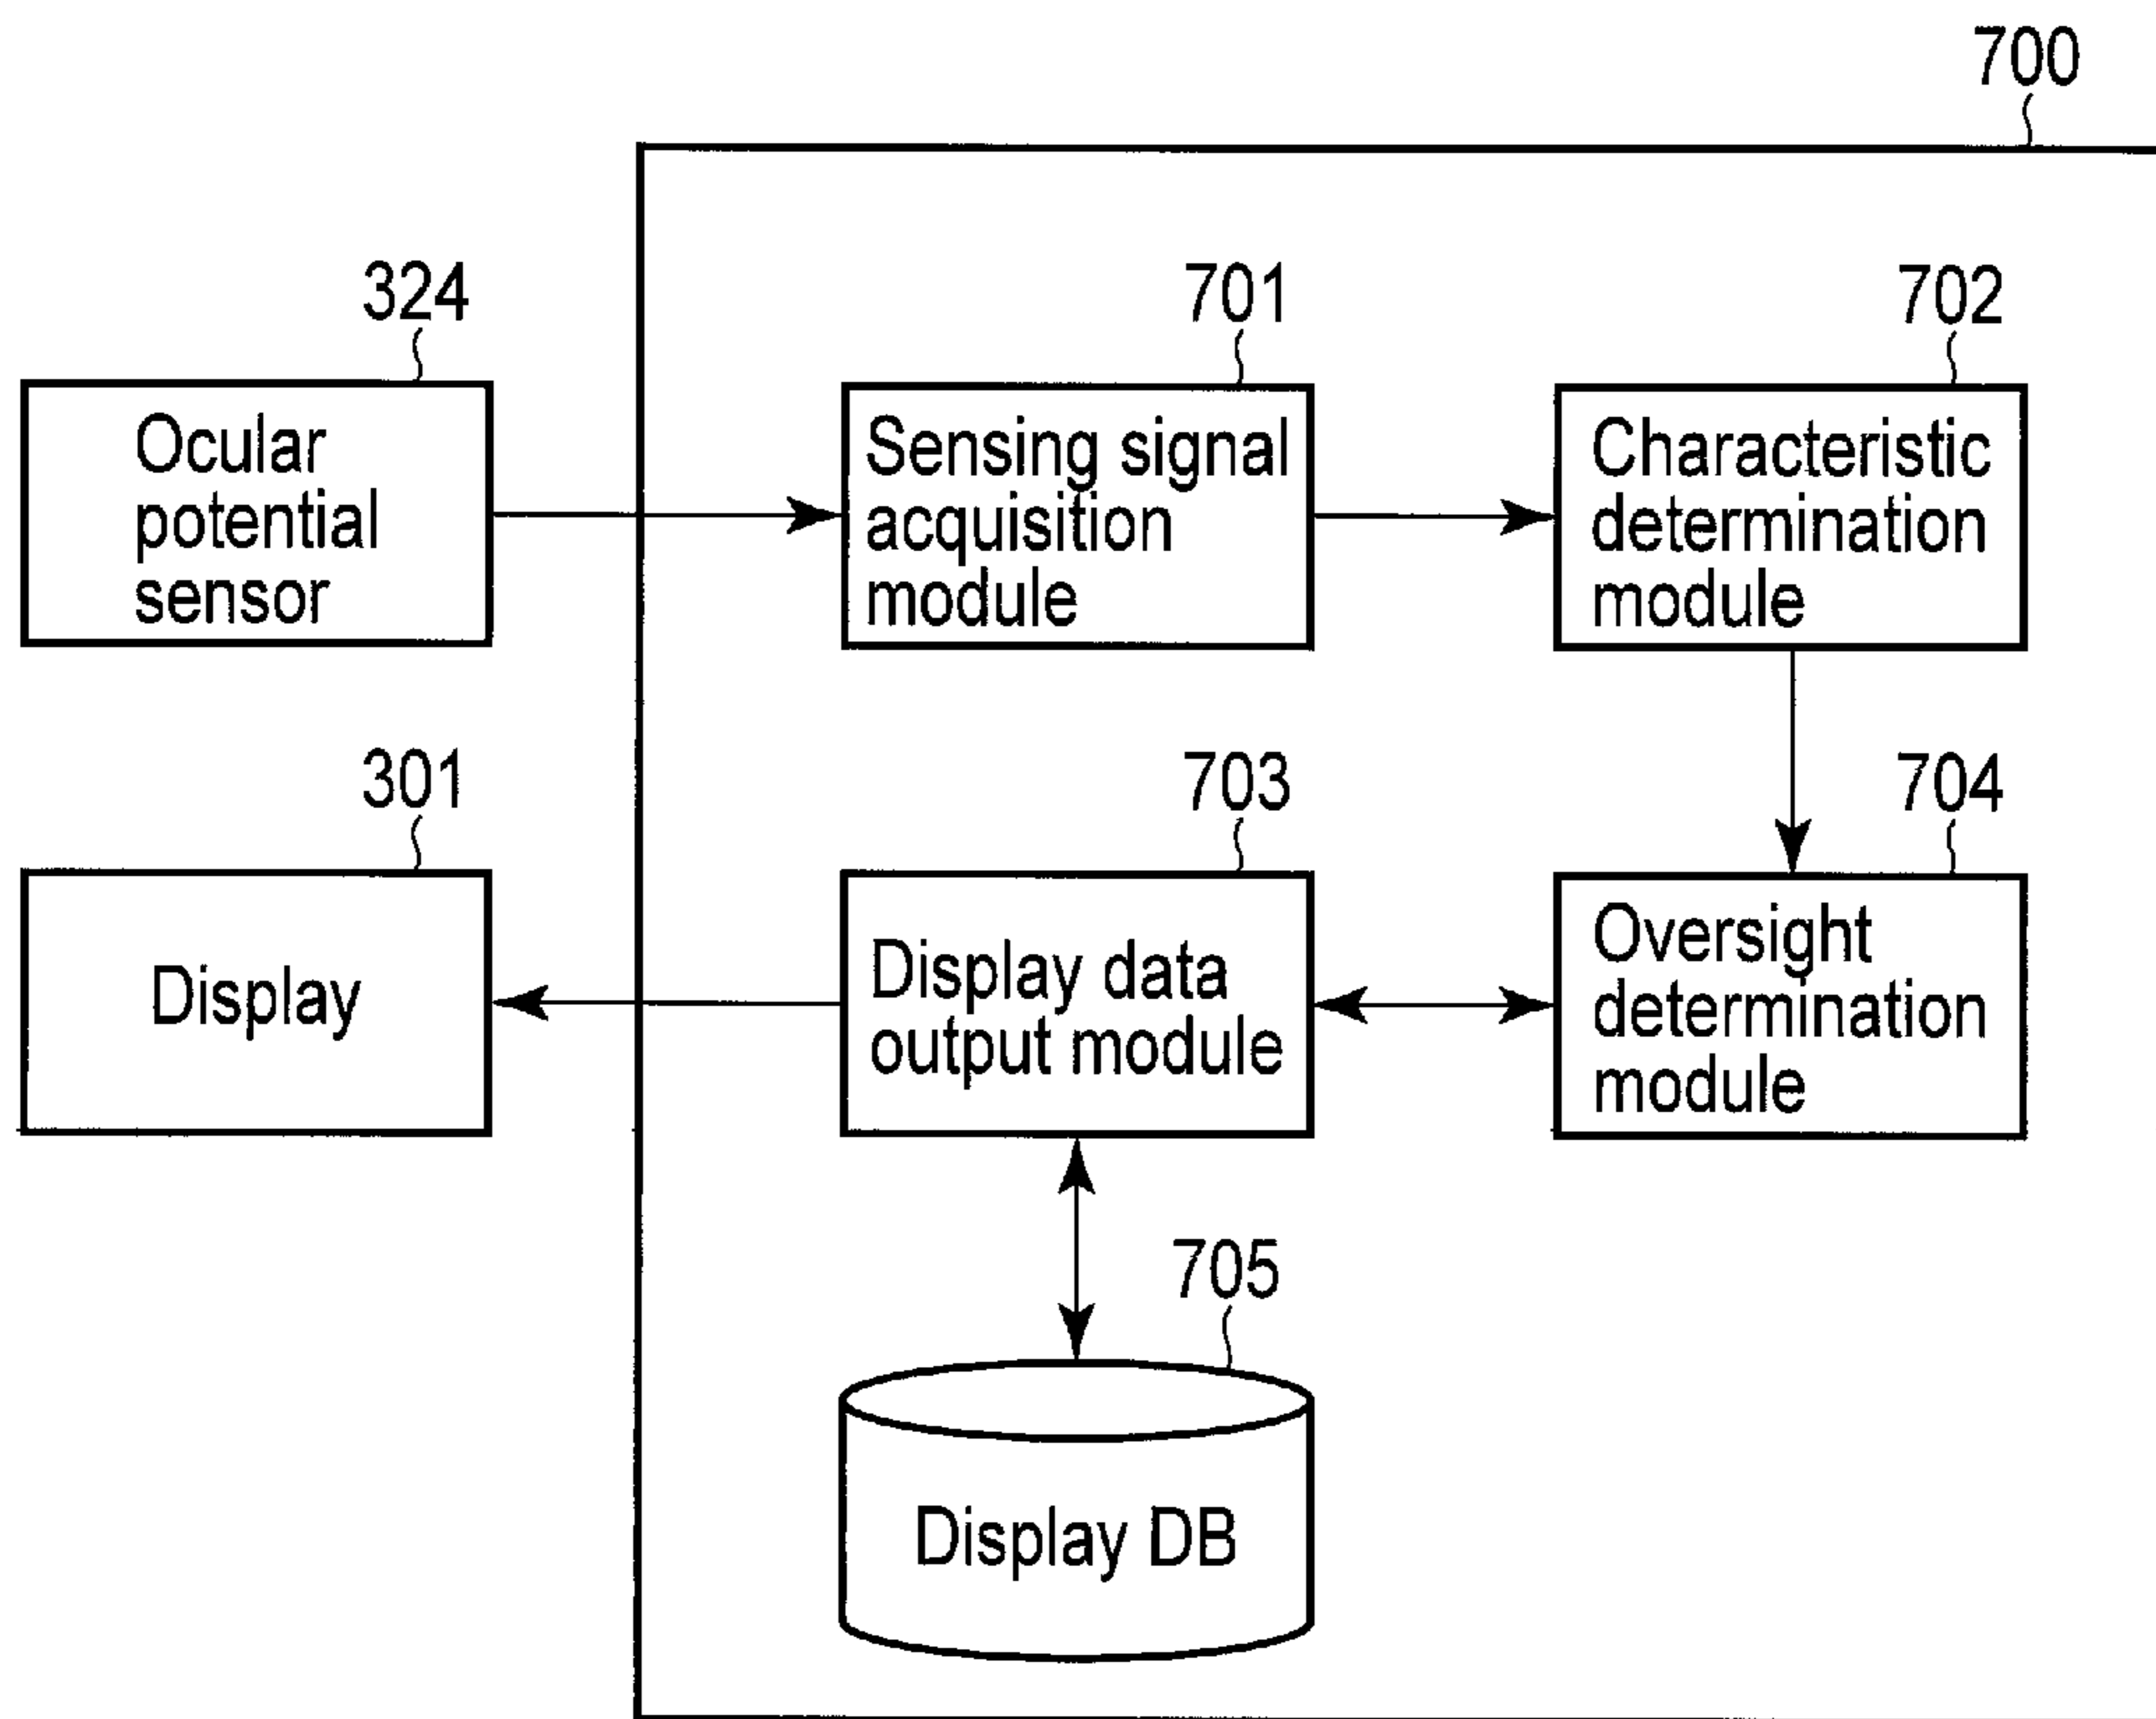 700
324
701
702
Ocular
potential
sensor
Sensing signal
acquisition
module
Characteristic
determination
module
301
703
704
Display
Display data
output module
Oversight
determination
module
705
Display DB